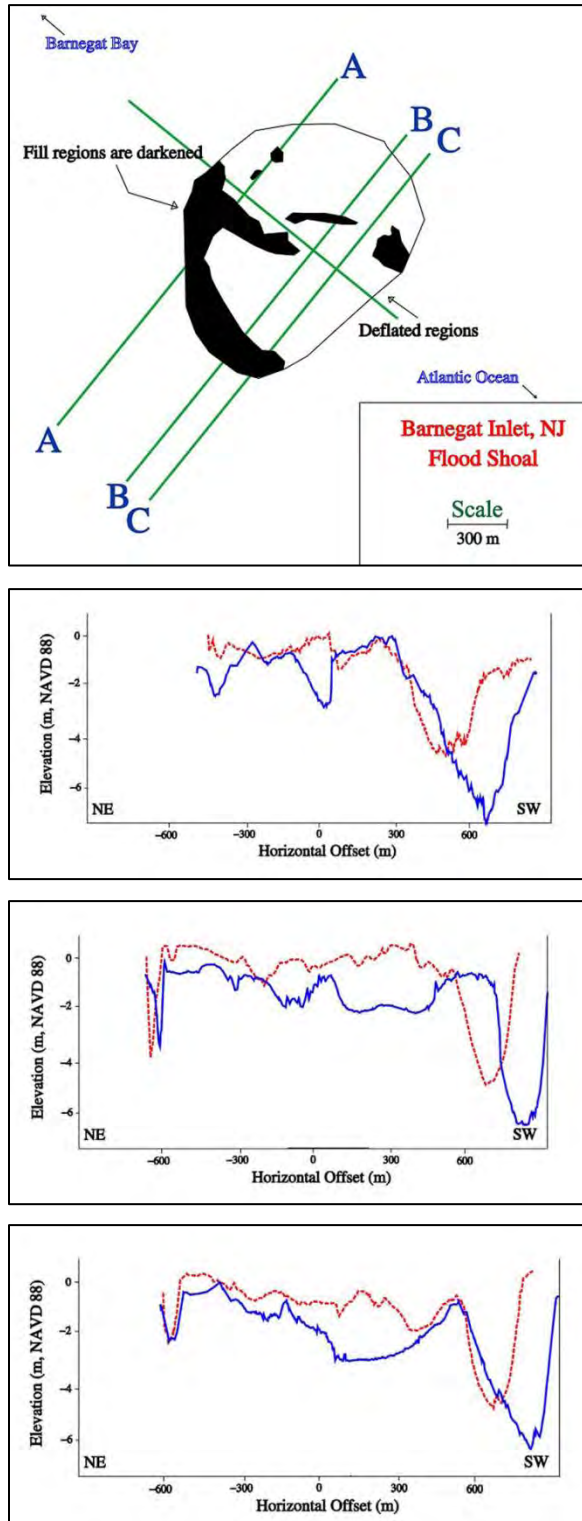 Barnegat Bay
A
B
C
Fill regions are darkened
Deflated regions
Atlantic Ocean
A
B
C
Barnegat Inlet, NJ
Flood Shoal
Scale
300 m
Elevation (m, NAVD 88)
0
−2
−4
−6
NE
SW
−600
−300
0
300
600
Horizontal Offset (m)
Elevation (m, NAVD 88)
0
−2
−4
−6
NE
SW
−600
−300
0
300
600
Horizontal Offset (m)
Elevation (m, NAVD 88)
0
−2
−4
−6
NE
SW
−600
−300
0
300
600
Horizontal Offset (m)